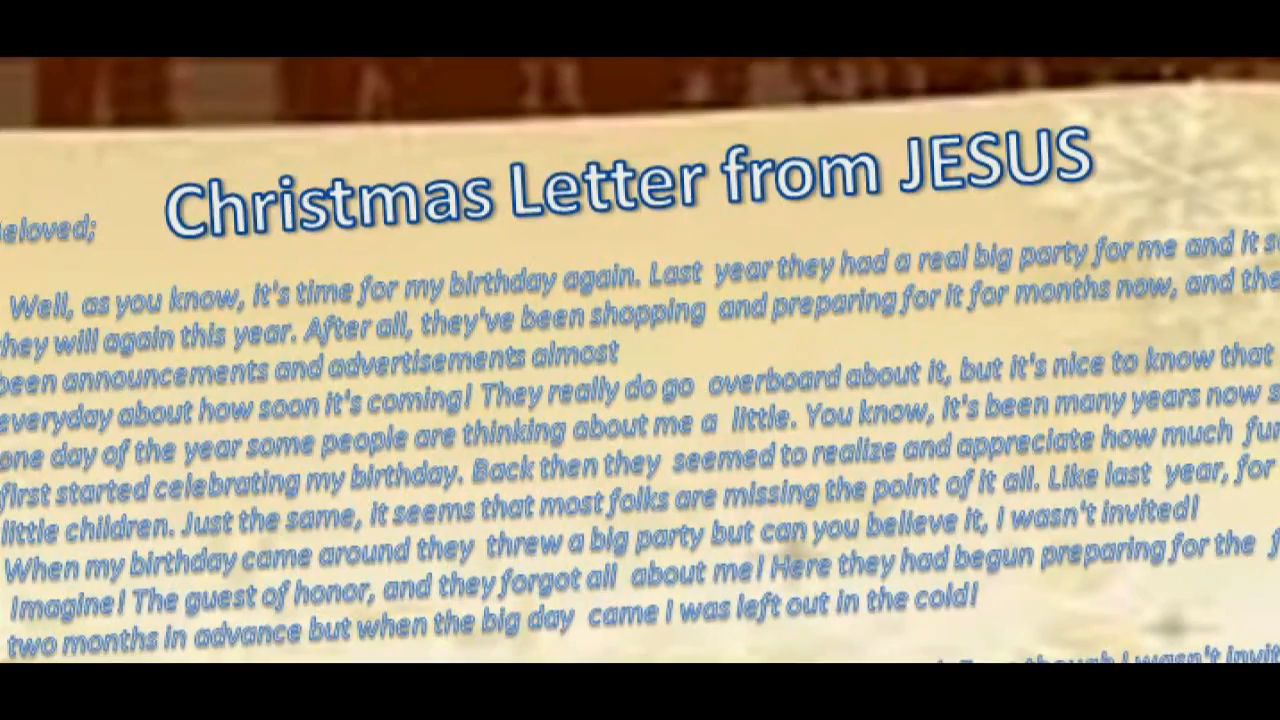 Christmas Letter from JESUS
Beloved;
Well, as you know, it's time for my birthday again. Last year they had a real big party for me and it
they will again this year. After all, they've been shopping and preparing for it for months now, and
been announcements and advertisements almost
everyday about how soon it's coming! They really do go overboard about it, but it's nice to know that
one day of the year some people are thinking about me a little. You know, it's been many years now
first started celebrating my birthday. Back then they seemed to realize and appreciate how much
little children. Just the same, it seems that most folks are missing the point of it all. Like last year, for
When my birthday came around they threw a big party but can you believe it, I wasn't invited!
Imagine! The guest of honor, and they forgot all about me! Here they had begun preparing for the
two months in advance but when the big day came I was left out in the cold!
though I wasn't